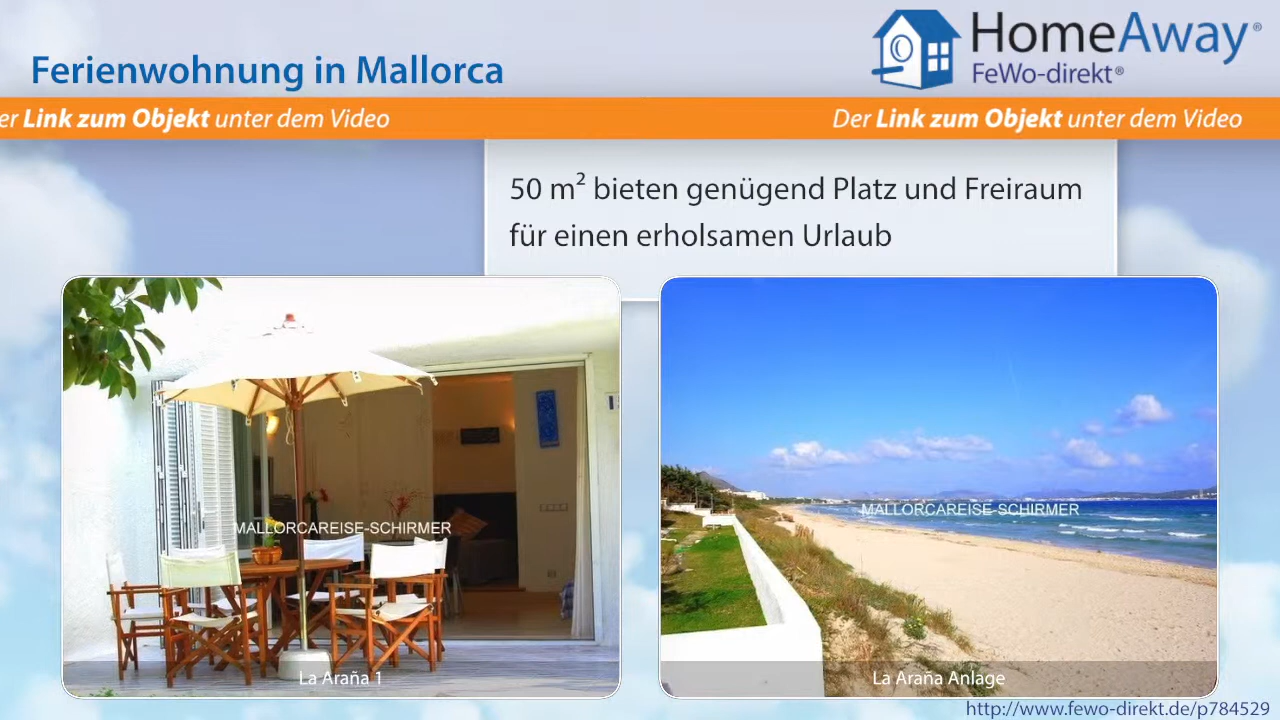 HomeAway®
FeWo-direkt®
Ferienwohnung in Mallorca
er Link zum Objekt unter dem Video
Der Link zum Objekt unter dem Video
50 m² bieten genügend Platz und Freiraum
für einen erholsamen Urlaub
MALLORCAREISE-SCHIRMER
MALLORCAREISE-SCHIRMER
La Araña 1
La Araña Anlage
http://www.fewo-direkt.de/p784529